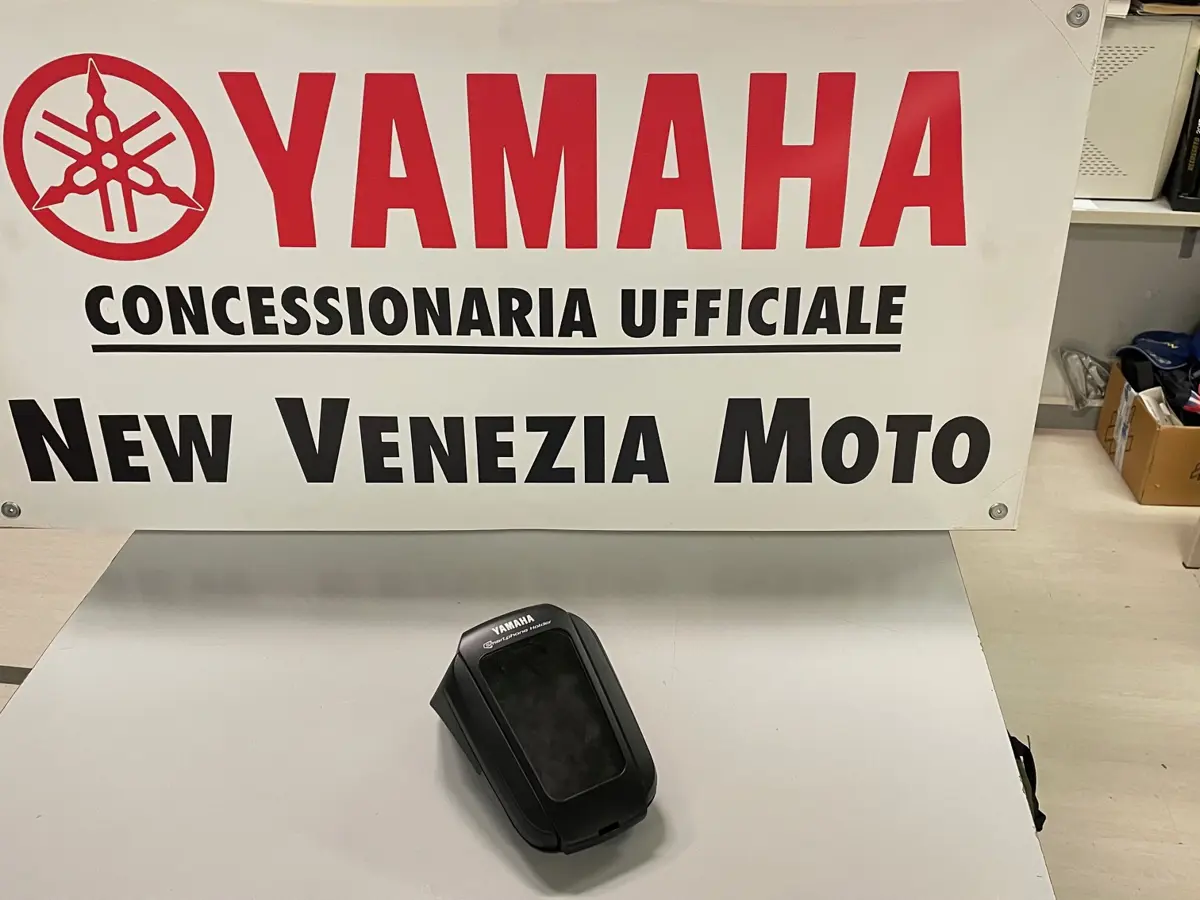 YAMAHA
CONCESSIONARIA UFFICIALE
NEW VENEZIA MOTO
YAMAHA
Smartphone Holder